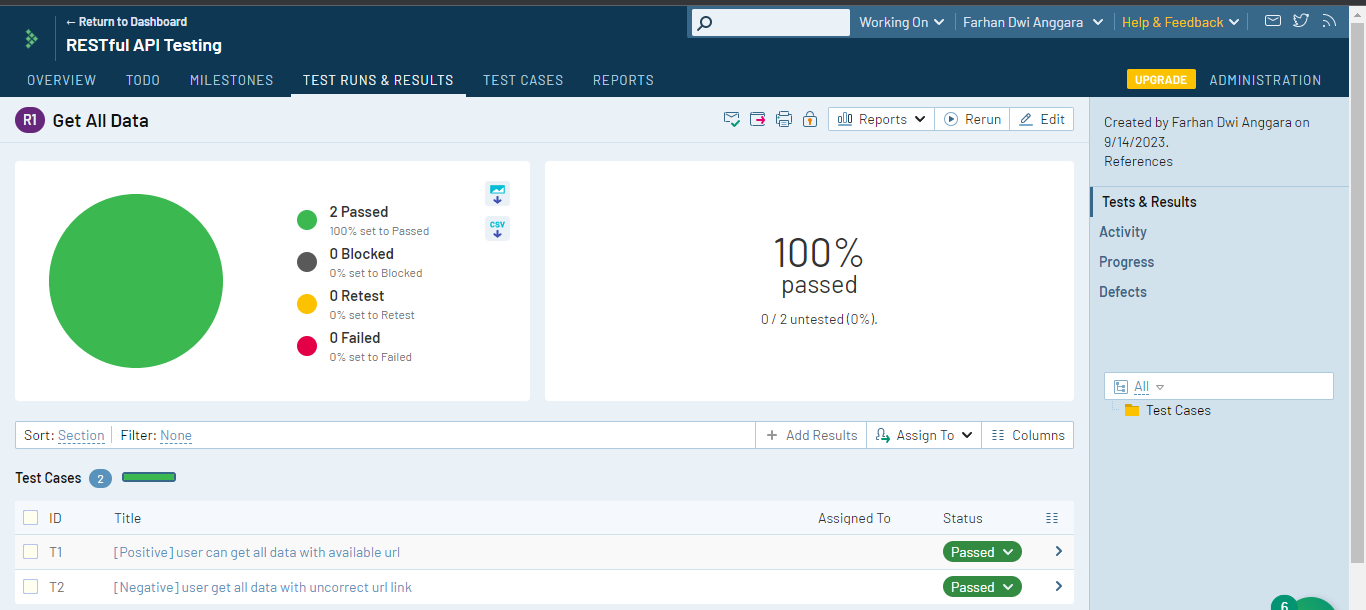 ← Return to Dashboard
RESTful API Testing
Working On
Farhan Dwi Anggara
Help & Feedback
OVERVIEW TODO MILESTONES TEST RUNS & RESULTS TEST CASES REPORTS
UPGRADE ADMINISTRATION
R1 Get All Data
Reports Rerun Edit
2 Passed
100% set to Passed
0 Blocked
0% set to Blocked
0 Retest
0% set to Retest
0 Failed
0% set to Failed
CSV
100%
passed
0 / 2 untested (0%).
Created by Farhan Dwi Anggara on
9/14/2023.
References
Tests & Results
Activity
Progress
Defects
All
Test Cases
Sort: Section Filter: None
+ Add Results Assign To Columns
Test Cases 2
ID Title Assigned To Status
T1 [Positive] user can get all data with available url Passed
T2 [Negative] user get all data with uncorrect url link Passed
6